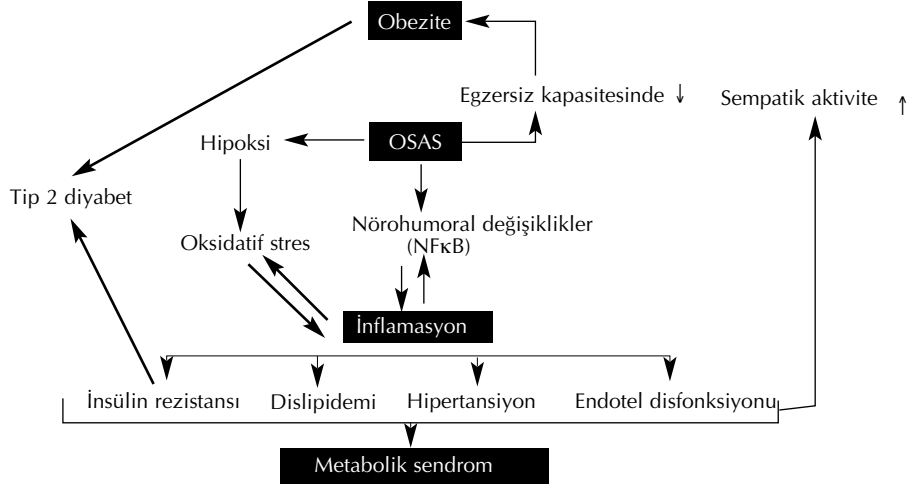 Obezite
Egzersiz kapasitesinde ↓
Sempatik aktivite ↑
Hipoksi
OSAS
Tip 2 diyabet
Nörohumoral değişiklikler
(NFκB)
Oksidatif stres
İnflamasyon
İnsülin rezistansı
Dislipidemi
Hipertansiyon
Endotel disfonksiyonu
Metabolik sendrom